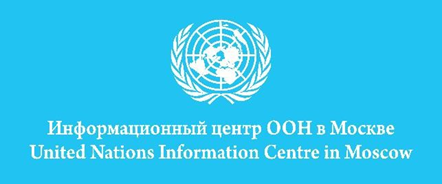 Информационный центр ООН в Москве
United Nations Information Centre in Moscow